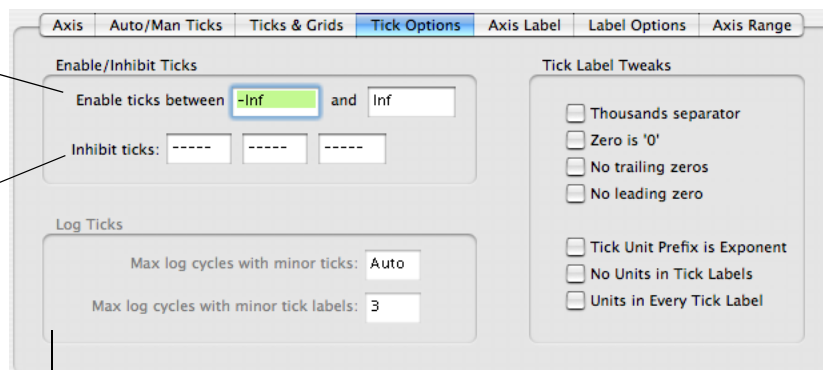 Axis Auto/Man Ticks Ticks & Grids Tick Options Axis Label Label Options Axis Range
Enable/Inhibit Ticks
Enable ticks between -Inf and Inf
Inhibit ticks: ----- ----- -----
Log Ticks
Max log cycles with minor ticks: Auto
Max log cycles with minor tick labels: 3
Tick Label Tweaks
Thousands separator
Zero is '0'
No trailing zeros
No leading zero
Tick Unit Prefix is Exponent
No Units in Tick Labels
Units in Every Tick Label